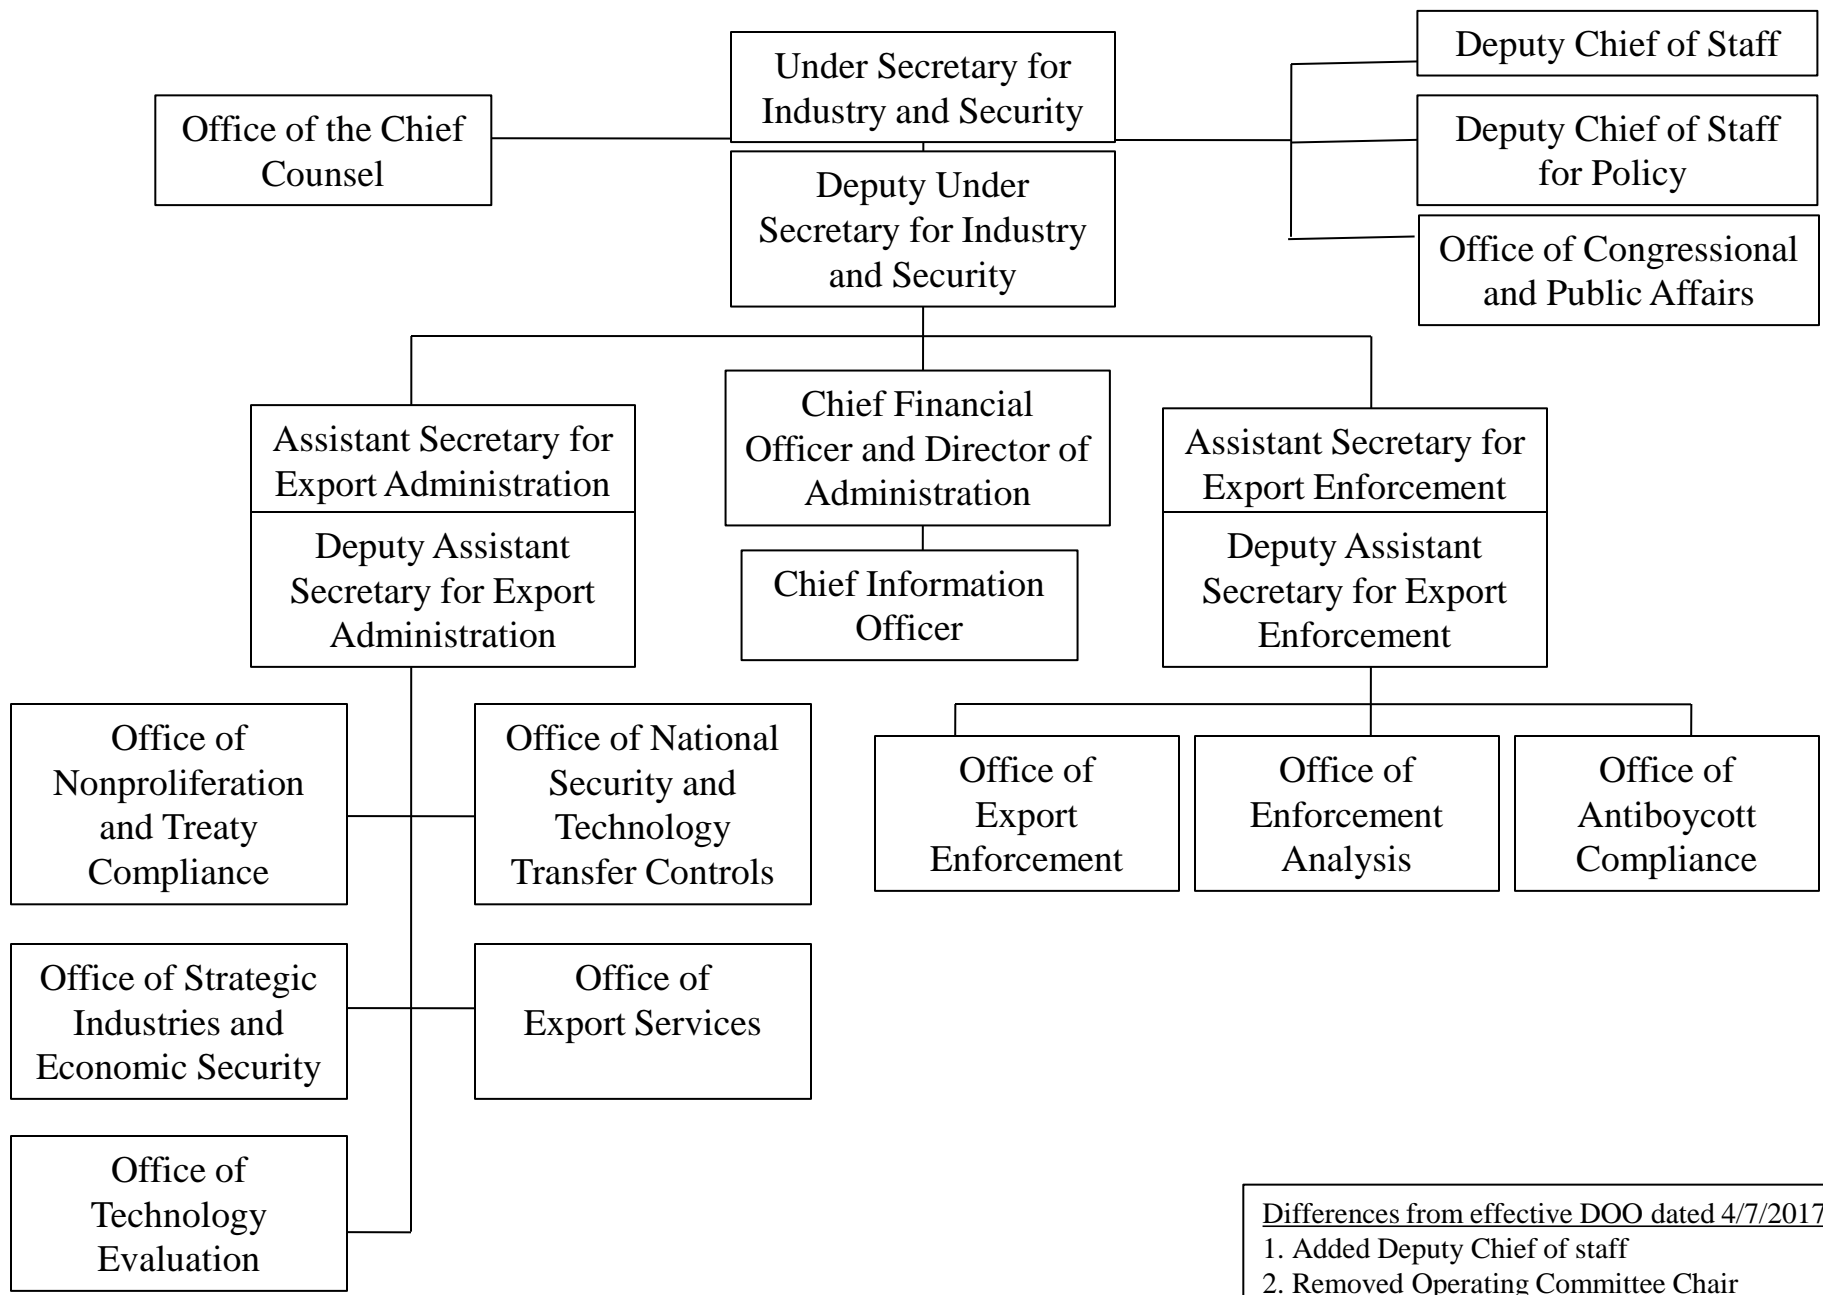 Under Secretary for
Industry and Security
Deputy Chief of Staff
Office of the Chief
Counsel
Deputy Chief of Staff
for Policy
Deputy Under
Secretary for Industry
and Security
Office of Congressional
and Public Affairs
Assistant Secretary for
Export Administration
Deputy Assistant
Secretary for Export
Administration
Chief Financial
Officer and Director of
Administration
Chief Information
Officer
Assistant Secretary for
Export Enforcement
Deputy Assistant
Secretary for Export
Enforcement
Office of
Nonproliferation
and Treaty
Compliance
Office of National
Security and
Technology
Transfer Controls
Office of
Export
Enforcement
Office of
Enforcement
Analysis
Office of
Antiboycott
Compliance
Office of Strategic
Industries and
Economic Security
Office of
Export Services
Office of
Technology
Evaluation
Differences from effective DOO dated 4/7/2017
1. Added Deputy Chief of staff
2. Removed Operating Committee Chair